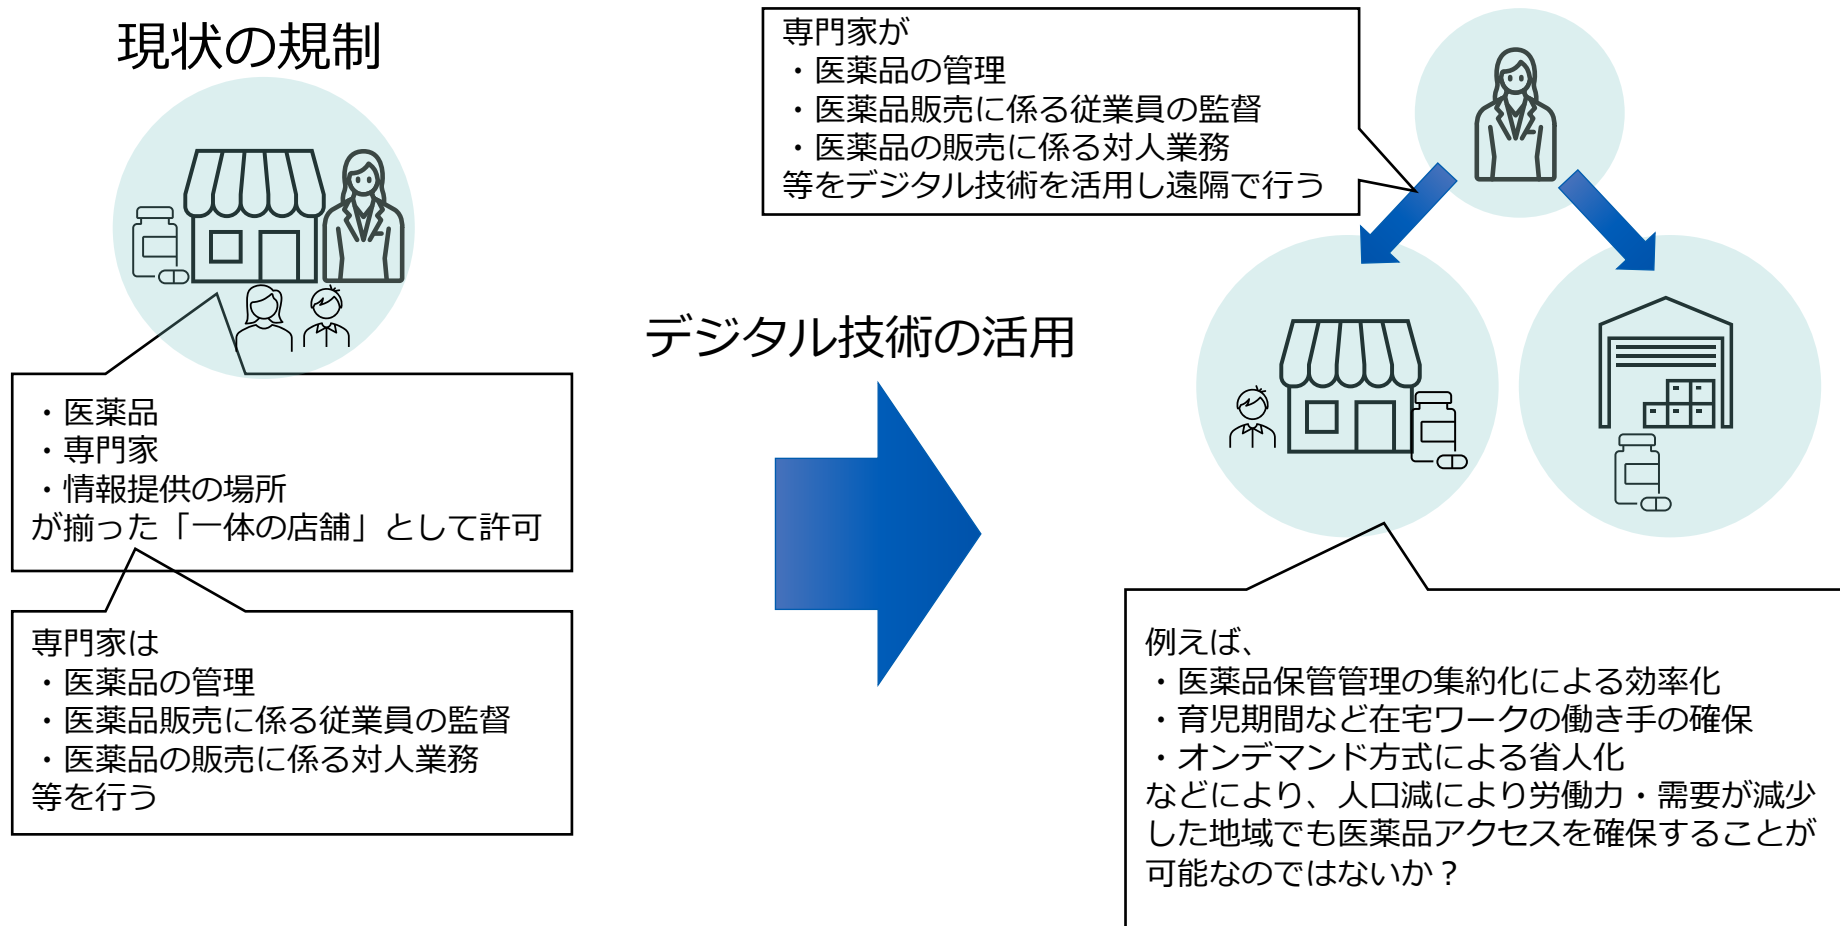 現状の規制
・医薬品
・専門家
・情報提供の場所
が揃った「一体の店舗」として許可
専門家は
・医薬品の管理
・医薬品販売に係る従業員の監督
・医薬品の販売に係る対人業務
等を行う
デジタル技術の活用
専門家が
・医薬品の管理
・医薬品販売に係る従業員の監督
・医薬品の販売に係る対人業務
等をデジタル技術を活用し遠隔で行う
例えば、
・医薬品保管管理の集約化による効率化
・育児期間など在宅ワークの働き手の確保
・オンデマンド方式による省人化
などにより、人口減により労働力・需要が減少
した地域でも医薬品アクセスを確保することが
可能なのではないか？